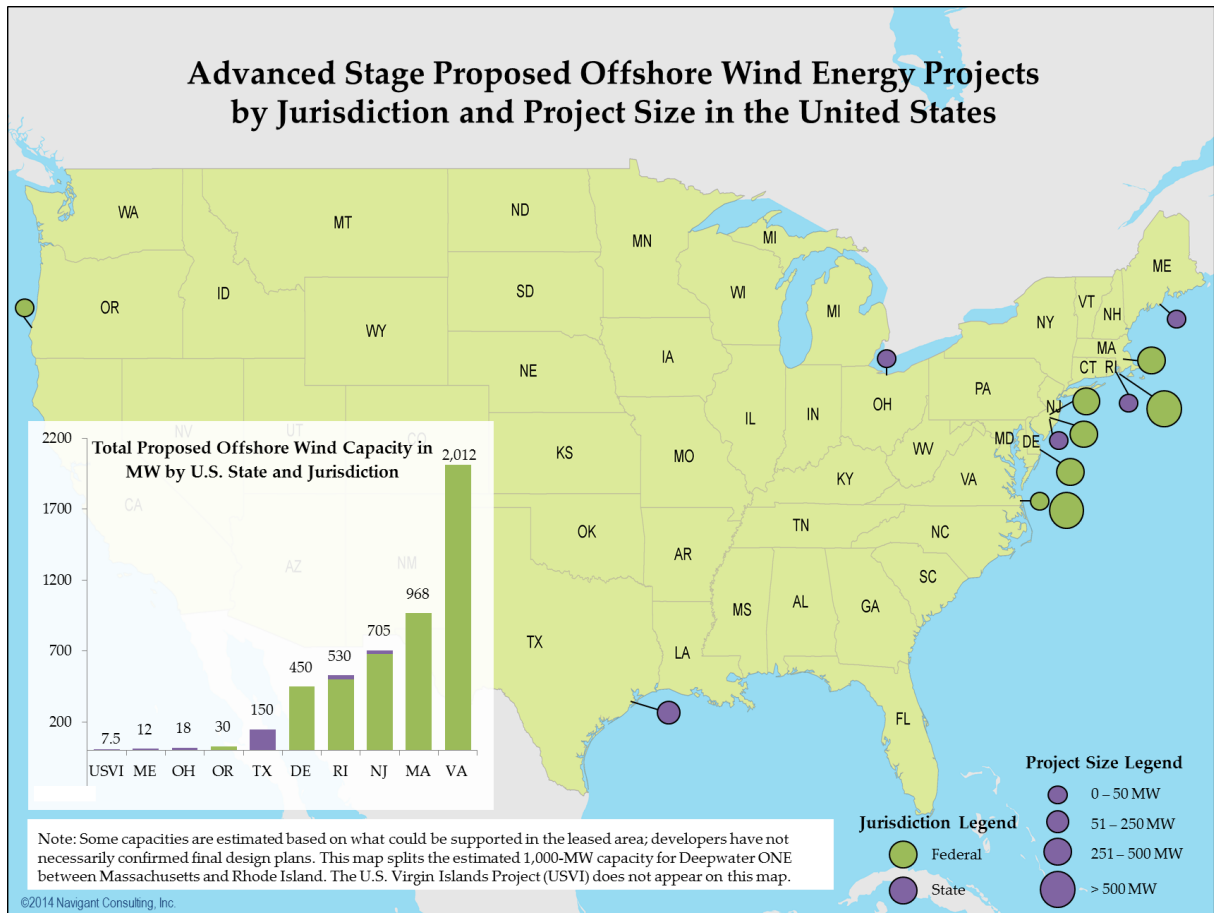 Advanced Stage Proposed Offshore Wind Energy Projects
by Jurisdiction and Project Size in the United States
WA
MT
ND
MN
MI
ME
OR
ID
SD
WI
MI
VT
NH
NY
WY
MA
IA
NE
CT RI
PA
OH
NJ
IL
IN
MD
DE
NV
UT
CO
KS
MO
WV
VA
KY
CA
OK
TN
NC
AZ
NM
AR
SC
MS
AL
GA
TX
LA
FL
Total Proposed Offshore Wind Capacity in
MW by U.S. State and Jurisdiction
2200
1700
1200
700
200
7.5
12
18
30
150
450
530
705
968
2,012
USVI ME OH OR TX DE RI NJ MA VA
Project Size Legend
0 – 50 MW
51 – 250 MW
251 – 500 MW
> 500 MW
Jurisdiction Legend
Federal
State
Note: Some capacities are estimated based on what could be supported in the leased area; developers have not
necessarily confirmed final design plans. This map splits the estimated 1,000-MW capacity for Deepwater ONE
between Massachusetts and Rhode Island. The U.S. Virgin Islands Project (USVI) does not appear on this map.
©2014 Navigant Consulting, Inc.